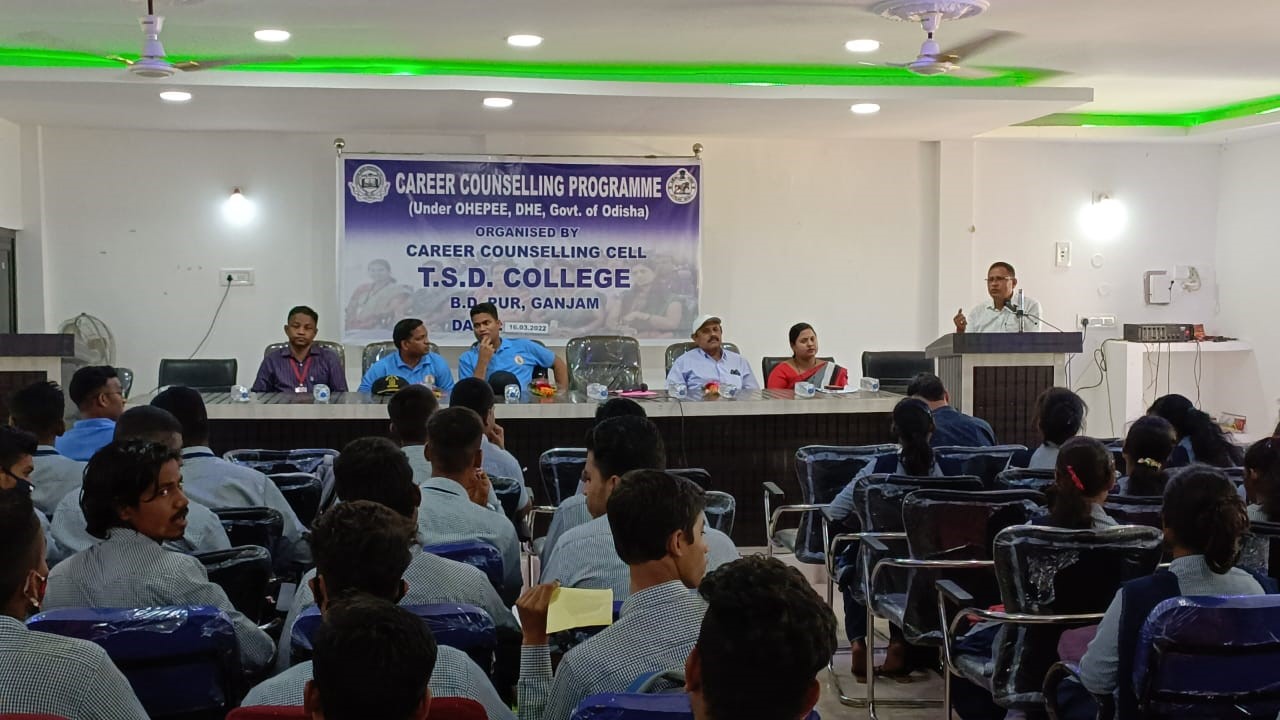 CAREER COUNSELLING PROGRAMME
(Under OHEPEE, DHE, Govt. of Odisha)
ORGANISED BY
CAREER COUNSELLING CELL
T.S.D. COLLEGE
B.D. PUR, GANJAM
16.03.2022